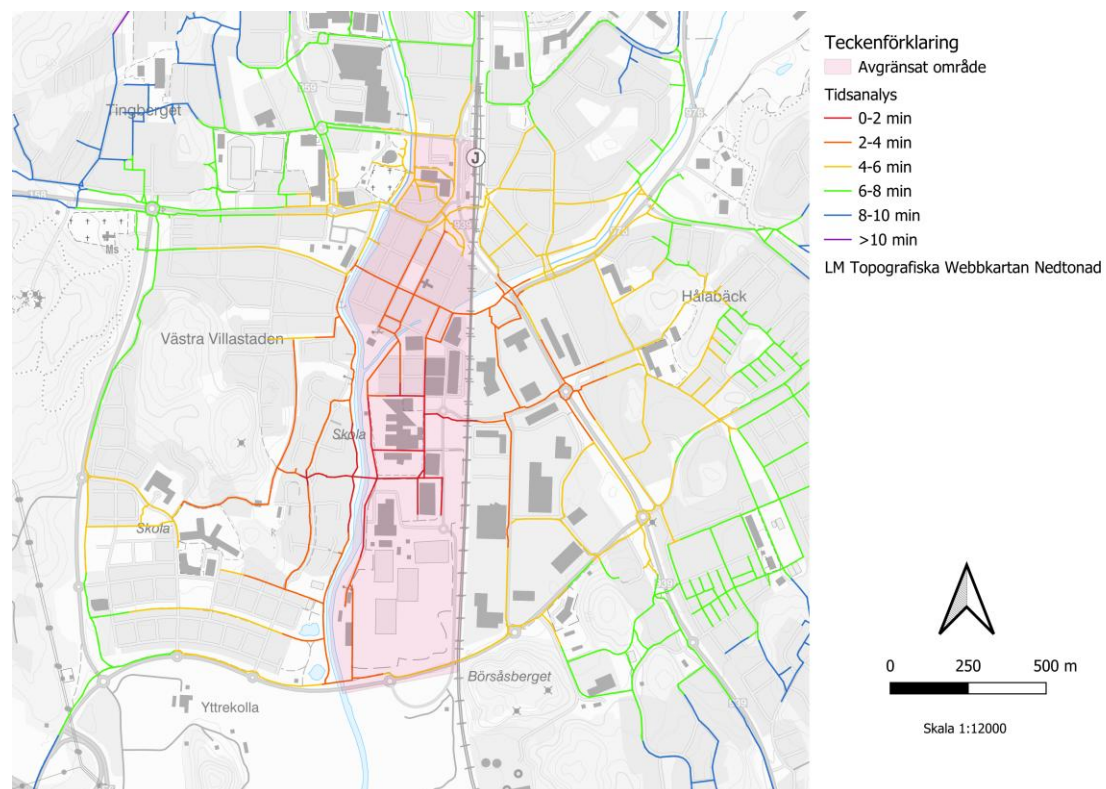 Tingberget
J
Ms
Hålabäck
Västra Villastaden
Skola
Skola
Börsåsberget
Yttrekolla
Teckenförklaring
Avgränsat område
Tidsanalys
0-2 min
2-4 min
4-6 min
6-8 min
8-10 min
>10 min
LM Topografiska Webbkartan Nedtonad
0 250 500 m
Skala 1:12000